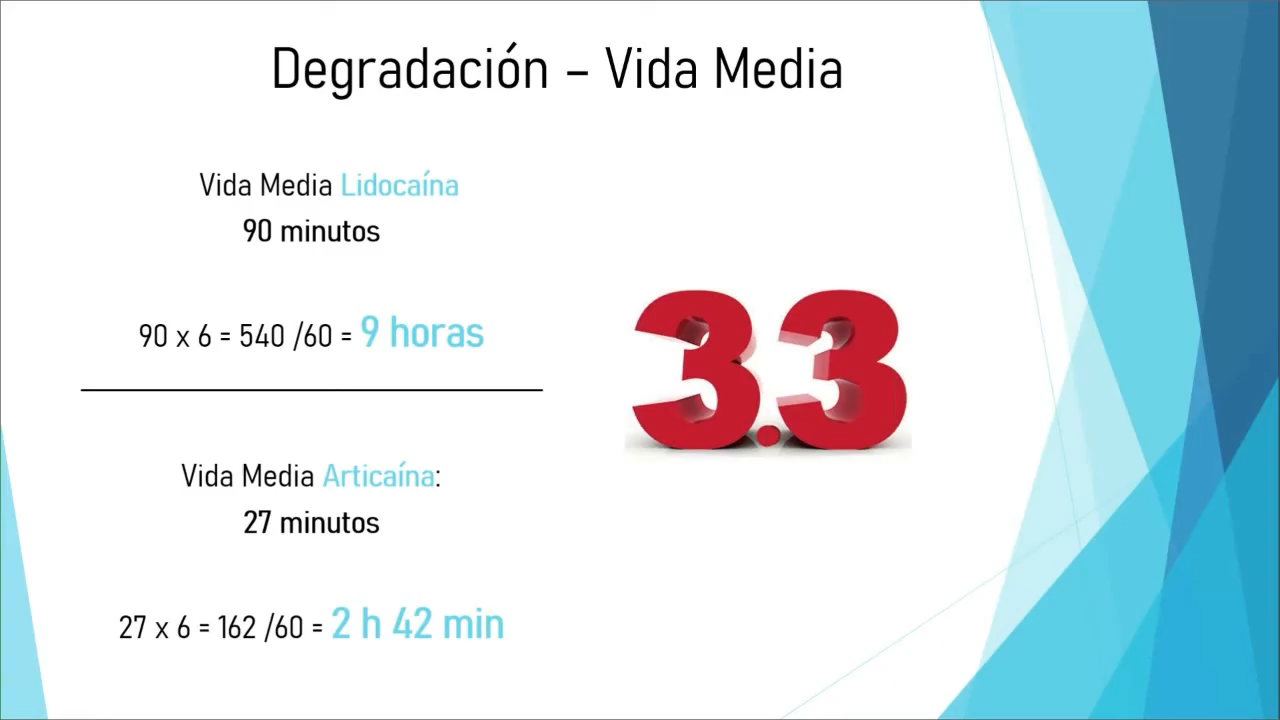 Degradación – Vida Media
Vida Media Lidocaína
90 minutos
90 x 6 = 540 /60 = 9 horas
3.3
Vida Media Articaína:
27 minutos
27 x 6 = 162 /60 = 2 h 42 min